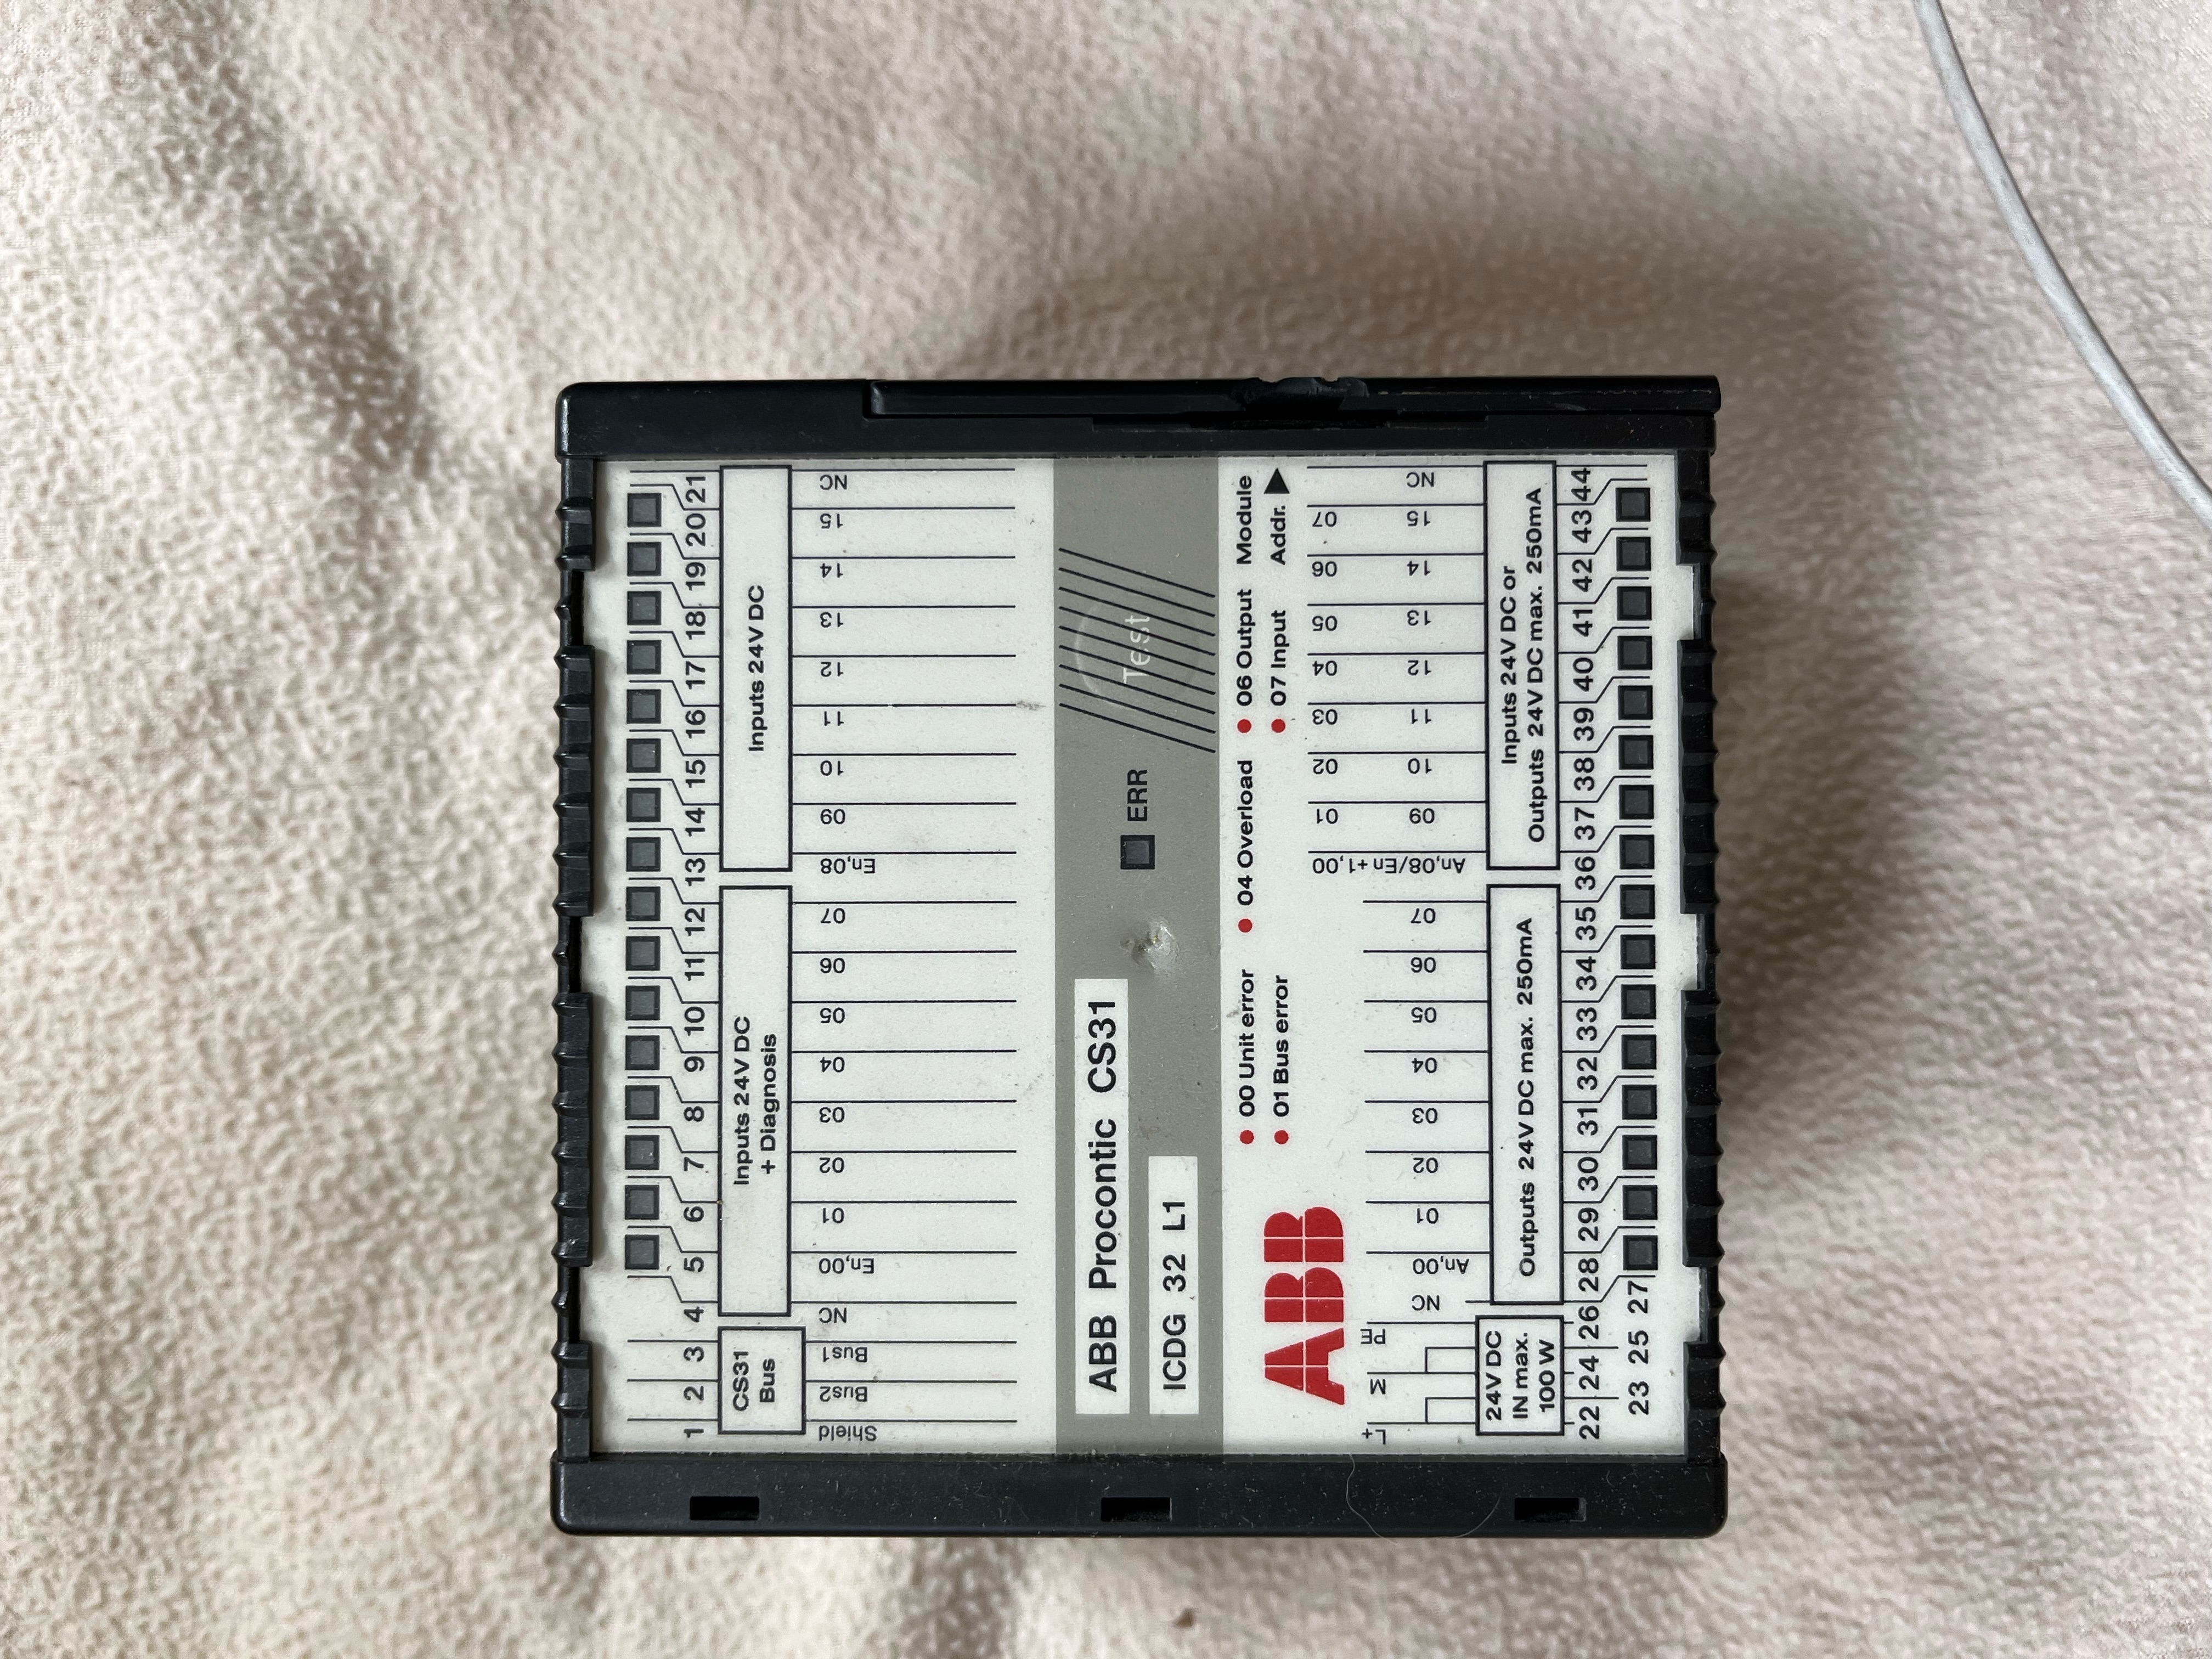 1 2 3 4 5 6 7 8 9 10 11 12 13 14 15 16 17 18 19 20 21
CS31
Bus
Inputs 24V DC
+ Diagnosis
Inputs 24V DC
Shield
Bus2
Bus1
NC
En,00
01
02
03
04
05
06
07
En,08
09
10
11
12
13
14
15
NC
ABB Procontic CS31
ICDG 32 L1
ERR
Test
ABB
00 Unit error
01 Bus error
04 Overload
06 Output
07 Input
Module
Addr.
L+
M
PE
NC
An,00
01
02
03
04
05
06
07
An,08/En+1,00
01
02
03
04
05
06
07
09
10
11
12
13
14
15
NC
24V DC
IN max.
100 W
Outputs 24V DC max. 250mA
Inputs 24V DC or
Outputs 24V DC max. 250mA
22 24 26 28 29 30 31 32 33 34 35 36 37 38 39 40 41 42 43 44
23 25 27